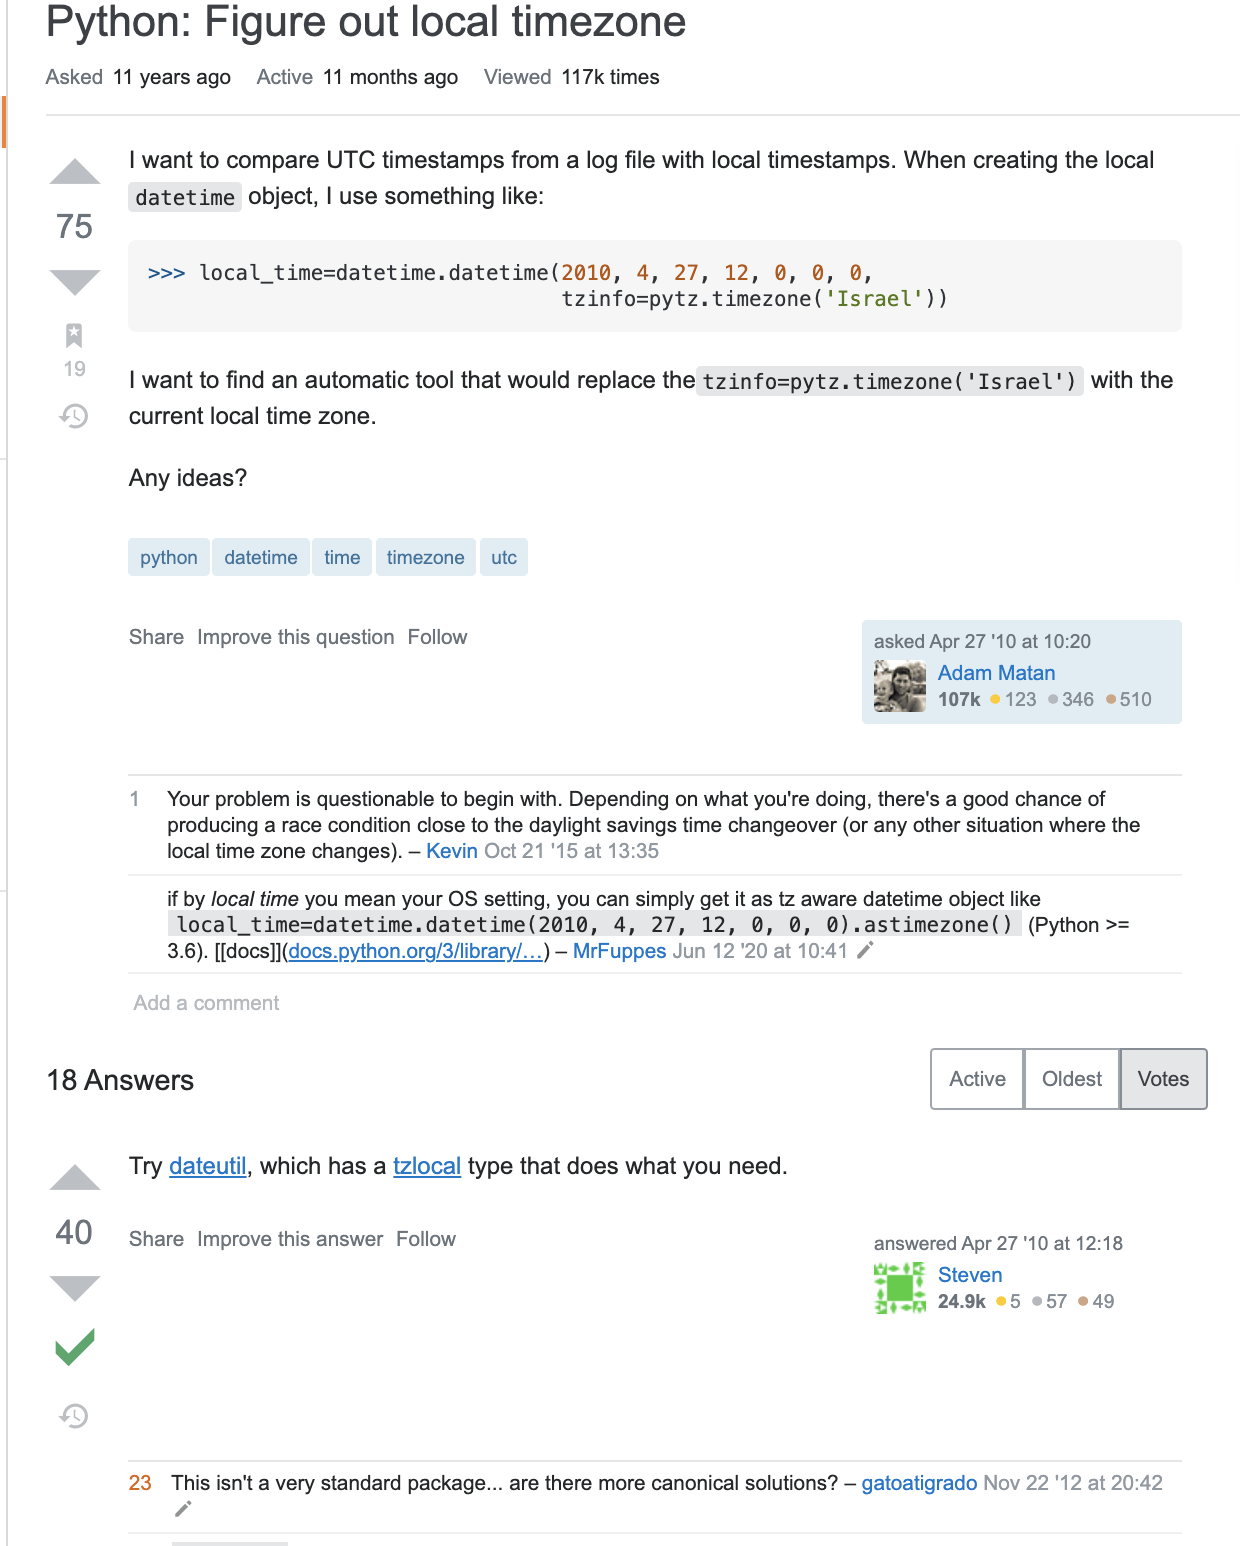 Python: Figure out local timezone
Asked 11 years ago Active 11 months ago Viewed 117k times
I want to compare UTC timestamps from a log file with local timestamps. When creating the local
datetime object, I use something like:
75
>>> local_time=datetime.datetime(2010, 4, 27, 12, 0, 0, 0,
tzinfo=pytz.timezone('Israel'))
19
I want to find an automatic tool that would replace the tzinfo=pytz.timezone('Israel') with the
current local time zone.
Any ideas?
python datetime time timezone utc
Share Improve this question Follow
asked Apr 27 '10 at 10:20
Adam Matan
107k 123 346 510
1 Your problem is questionable to begin with. Depending on what you're doing, there's a good chance of
producing a race condition close to the daylight savings time changeover (or any other situation where the
local time zone changes). – Kevin Oct 21 '15 at 13:35
if by local time you mean your OS setting, you can simply get it as tz aware datetime object like
local_time=datetime.datetime(2010, 4, 27, 12, 0, 0, 0).astimezone() (Python >=
3.6). [[docs]](docs.python.org/3/library/…) – MrFuppes Jun 12 '20 at 10:41
Add a comment
18 Answers
Active Oldest Votes
Try dateutil, which has a tzlocal type that does what you need.
40
Share Improve this answer Follow
answered Apr 27 '10 at 12:18
Steven
24.9k 5 57 49
23 This isn't a very standard package... are there more canonical solutions? – gatoatigrado Nov 22 '12 at 20:42